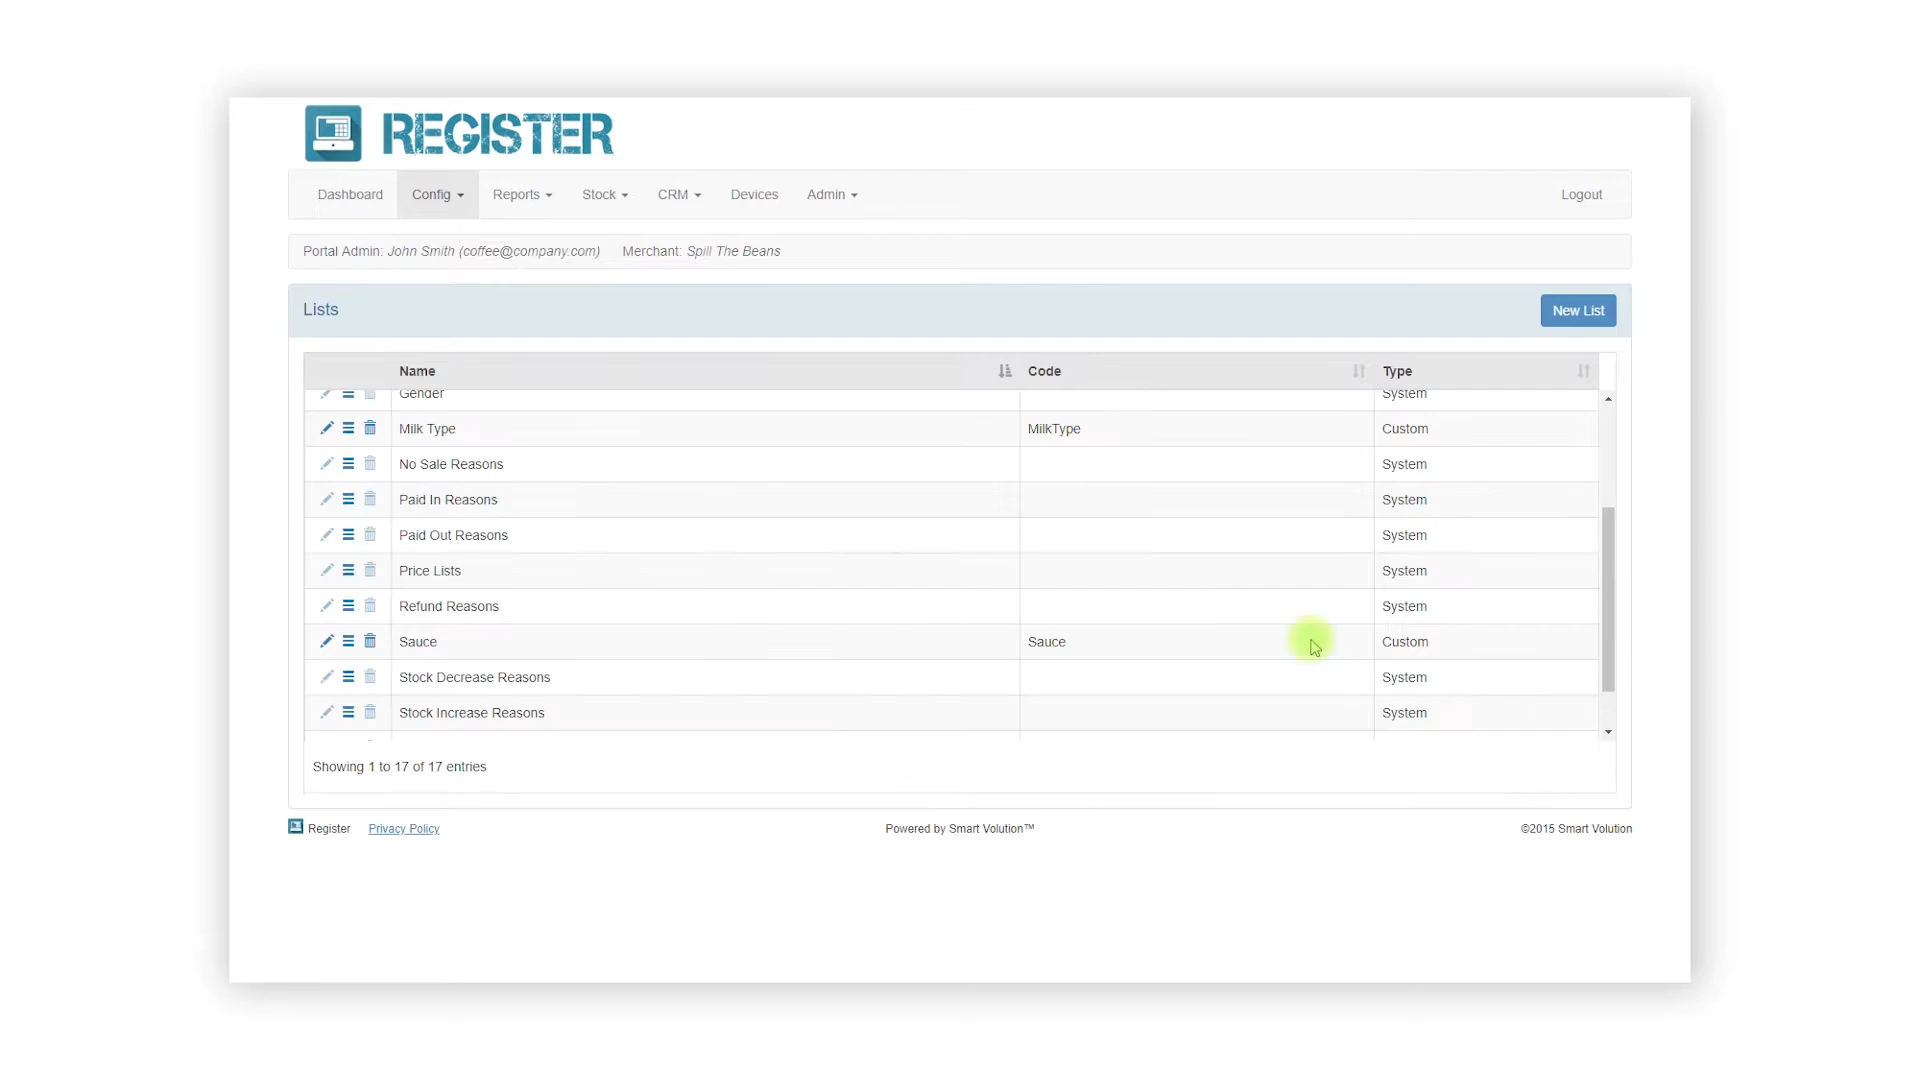 REGISTER
Dashboard Config Reports Stock CRM Devices Admin Logout
Portal Admin: John Smith (coffee@company.com) Merchant: Spill The Beans
Lists New List
Name Code Type
Gender System
Milk Type MilkType Custom
No Sale Reasons System
Paid In Reasons System
Paid Out Reasons System
Price Lists System
Refund Reasons System
Sauce Sauce Custom
Stock Decrease Reasons System
Stock Increase Reasons System
Showing 1 to 17 of 17 entries
Register Privacy Policy Powered by Smart Volution™ ©2015 Smart Volution